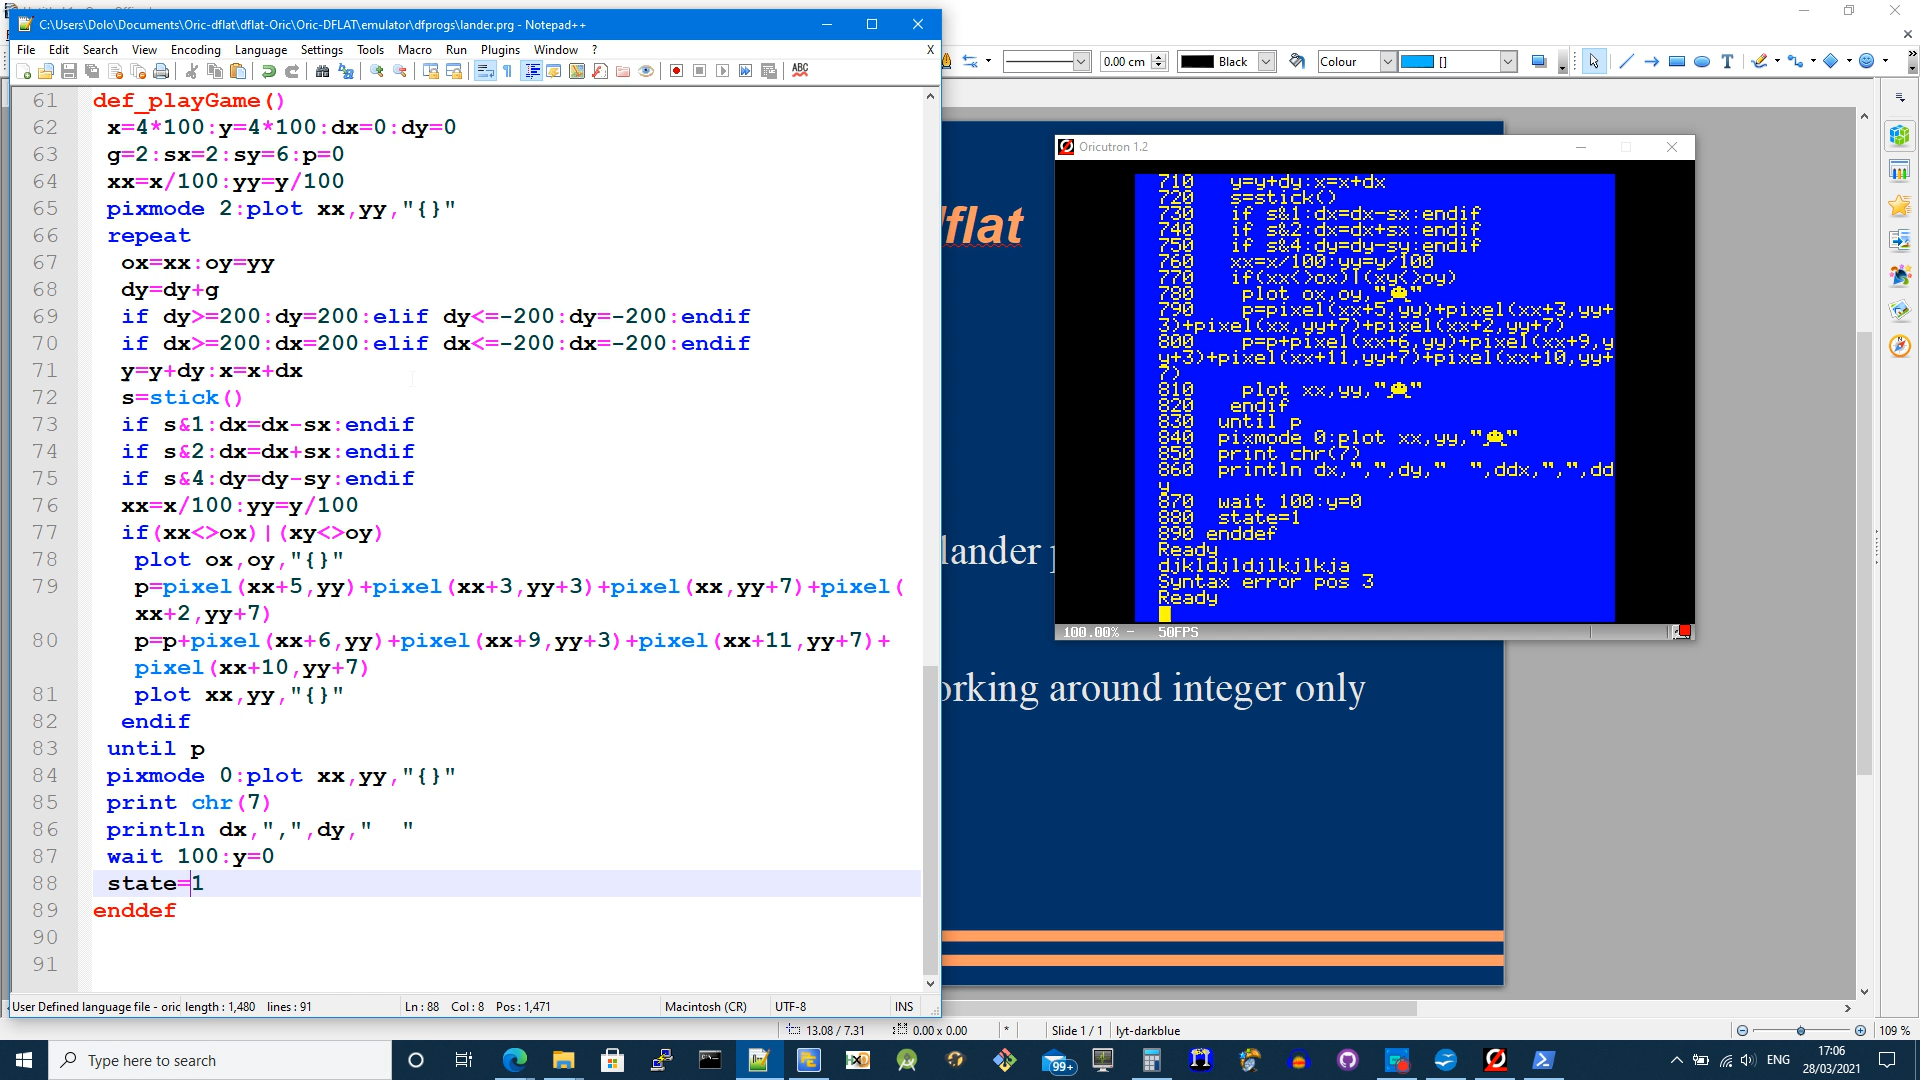 C:\Users\Dolo\Documents\Oric-dflat\dflat-Oric\Oric-DFLAT\emulator\dfprogs\lander.prg - Notepad++
File Edit Search View Encoding Language Settings Tools Macro Run Plugins Window ? X
0.00 cm Black Colour []
61 def_playGame()
62 x=4*100:y=4*100:dx=0:dy=0
63 g=2:sx=2:sy=6:p=0
64 xx=x/100:yy=y/100
65 pixmode 2:plot xx,yy,"{}"
66 repeat
67 ox=xx:oy=yy
68 dy=dy+g
69 if dy>=200:dy=200:elif dy<=-200:dy=-200:endif
70 if dx>=200:dx=200:elif dx<=-200:dx=-200:endif
71 y=y+dy:x=x+dx
72 s=stick()
73 if s&1:dx=dx-sx:endif
74 if s&2:dx=dx+sx:endif
75 if s&4:dy=dy-sy:endif
76 xx=x/100:yy=y/100
77 if(xx<>ox)|(xy<>oy)
78 plot ox,oy,"{}"
79 p=pixel(xx+5,yy)+pixel(xx+3,yy+3)+pixel(xx,yy+7)+pixel(
xx+2,yy+7)
80 p=p+pixel(xx+6,yy)+pixel(xx+9,yy+3)+pixel(xx+11,yy+7)+
pixel(xx+10,yy+7)
81 plot xx,yy,"{}"
82 endif
83 until p
84 pixmode 0:plot xx,yy,"{}"
85 print chr(7)
86 println dx,",",dy,"  "
87 wait 100:y=0
88 state=1
89 enddef
90
91
User Defined language file - oric length : 1,480 lines : 91 Ln : 88 Col : 8 Pos : 1,471 Macintosh (CR) UTF-8 INS
dflat
lander
orking around integer only
Oricutron 1.2
710 y=y+dy:x=x+dx
720 s=stick()
730 if s&1:dx=dx-sx:endif
740 if s&2:dx=dx+sx:endif
750 if s&4:dy=dy-sy:endif
760 xx=x/100:yy=y/100
770 if(xx<>ox)|(xy<>oy)
780 plot ox,oy,""
790 p=pixel(xx+5,yy)+pixel(xx+3,yy+
3)+pixel(xx,yy+7)+pixel(xx+2,yy+7)
800 p=p+pixel(xx+6,yy)+pixel(xx+9,y
y+3)+pixel(xx+11,yy+7)+pixel(xx+10,yy+
7)
810 plot xx,yy,""
820 endif
830 until p
840 pixmode 0:plot xx,yy,""
850 print chr(7)
860 println dx,",",dy,"  ",ddx,",",dd
y
870 wait 100:y=0
880 state=1
890 enddef
Ready
djkldjldjlkjlkja
Syntax error pos 3
Ready
100.00% - 50FPS
13.08 / 7.31 0.00 x 0.00 * Slide 1 / 1 lyt-darkblue 109 %
Type here to search
99+
ENG
17:06
28/03/2021